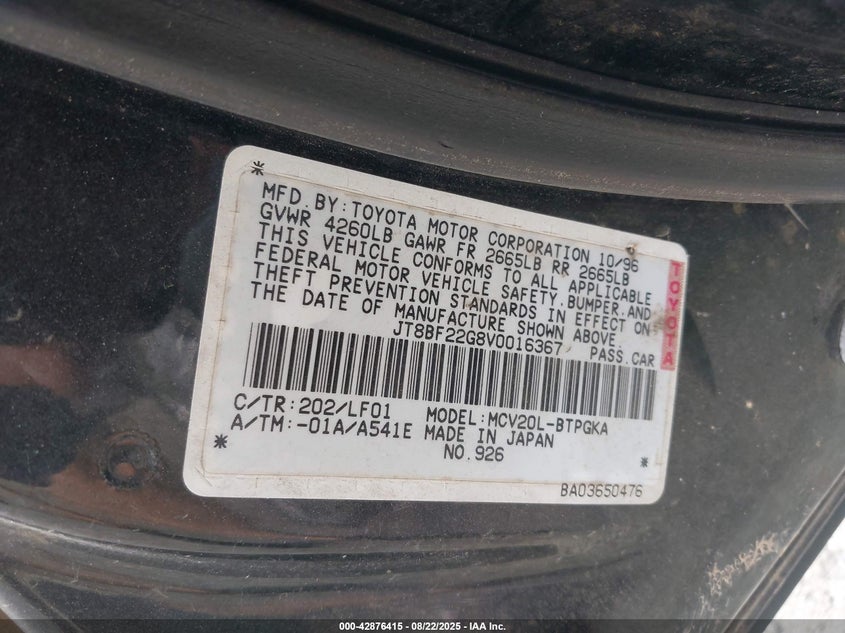 MFD.BY:TOYOTA MOTOR CORPORATION 10/96
GVWR 4260LB GAWR FR 2665LB RR 2665LB
THIS VEHICLE CONFORMS TO ALL APPLICABLE
FEDERAL MOTOR VEHICLE SAFETY,BUMPER,AND
THEFT PREVENTION STANDARDS IN EFFECT ON
THE DATE OF MANUFACTURE SHOWN ABOVE.
JT8BF22G8V0016367 PASS.CAR
TOYOTA
C/TR:202/LF01 MODEL:MCV20L-BTPGKA
A/TM:-01A/A541E MADE IN JAPAN
NO.926
BA03650476
000-42876415 - 08/22/2025 - IAA Inc.